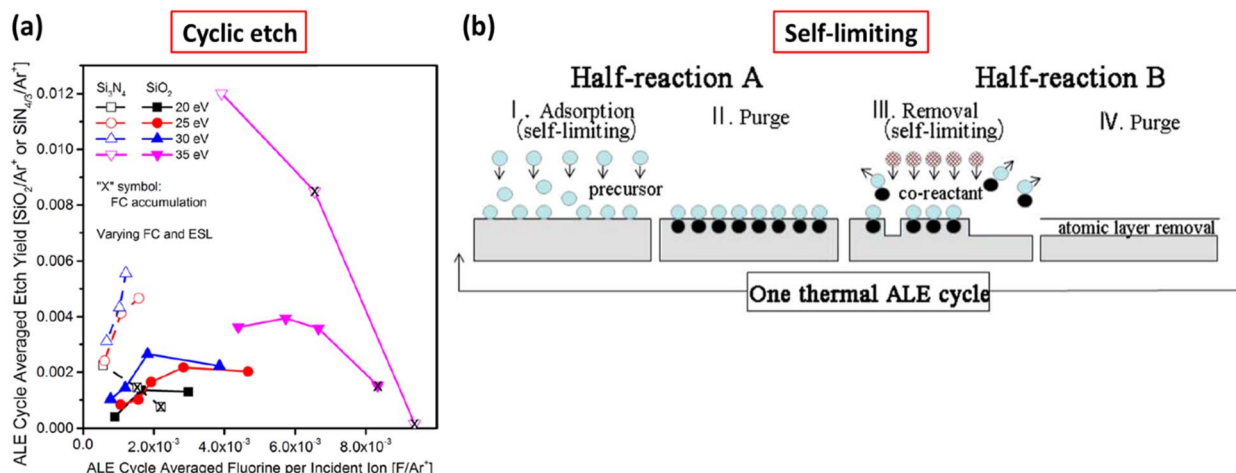 (a)
Cyclic etch
ALE Cycle Averaged Etch Yield [SiO₂/Ar⁺ or SiN₄/₃/Ar⁺]
0.012
0.010
0.008
0.006
0.004
0.002
0.000
Si₃N₄ SiO₂
20 eV
25 eV
30 eV
35 eV
"X" symbol:
FC accumulation
Varying FC and ESL
0.0 2.0x10⁻³ 4.0x10⁻³ 6.0x10⁻³ 8.0x10⁻³
ALE Cycle Averaged Fluorine per Incident Ion [F/Ar⁺]
(b)
Self-limiting
Half-reaction A
Half-reaction B
Ⅰ. Adsorption
(self-limiting)
Ⅱ. Purge
Ⅲ. Removal
(self-limiting)
Ⅳ. Purge
precursor
co-reactant
atomic layer removal
One thermal ALE cycle